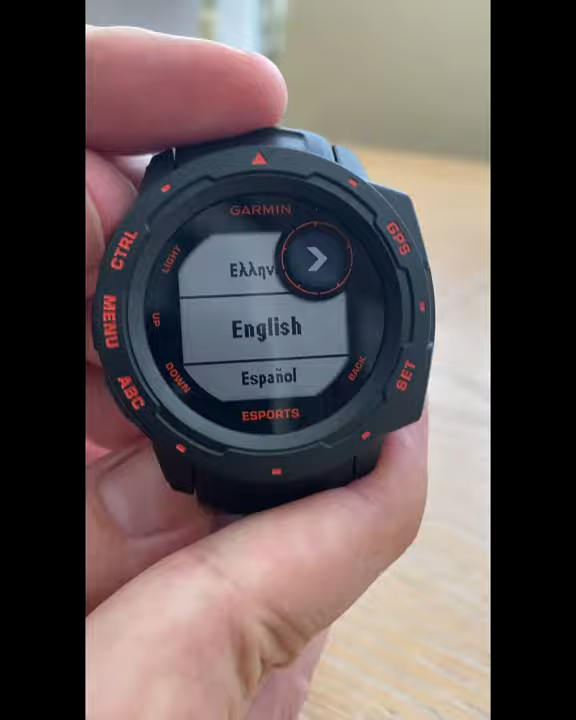 GARMIN
GPS
CTRL
LIGHT
Ελλην
MENU
UP
English
ABC
DOWN
Español
BACK
SET
ESPORTS